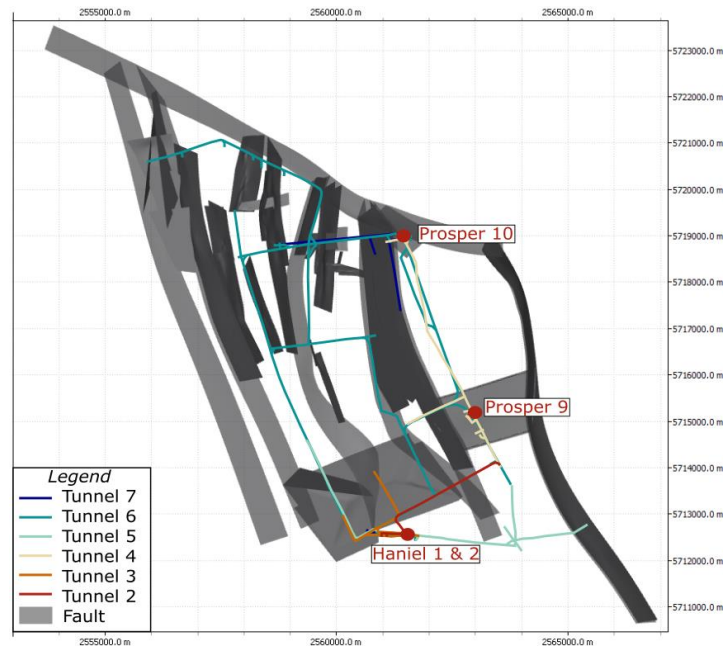 2555000.0 m 2560000.0 m 2565000.0 m
5723000.0 m
5722000.0 m
5721000.0 m
5720000.0 m
5719000.0 m
5718000.0 m
5717000.0 m
5716000.0 m
5715000.0 m
5714000.0 m
5713000.0 m
5712000.0 m
5711000.0 m
Prosper 10
Prosper 9
Haniel 1 & 2
Legend
Tunnel 7
Tunnel 6
Tunnel 5
Tunnel 4
Tunnel 3
Tunnel 2
Fault
2555000.0 m 2560000.0 m 2565000.0 m